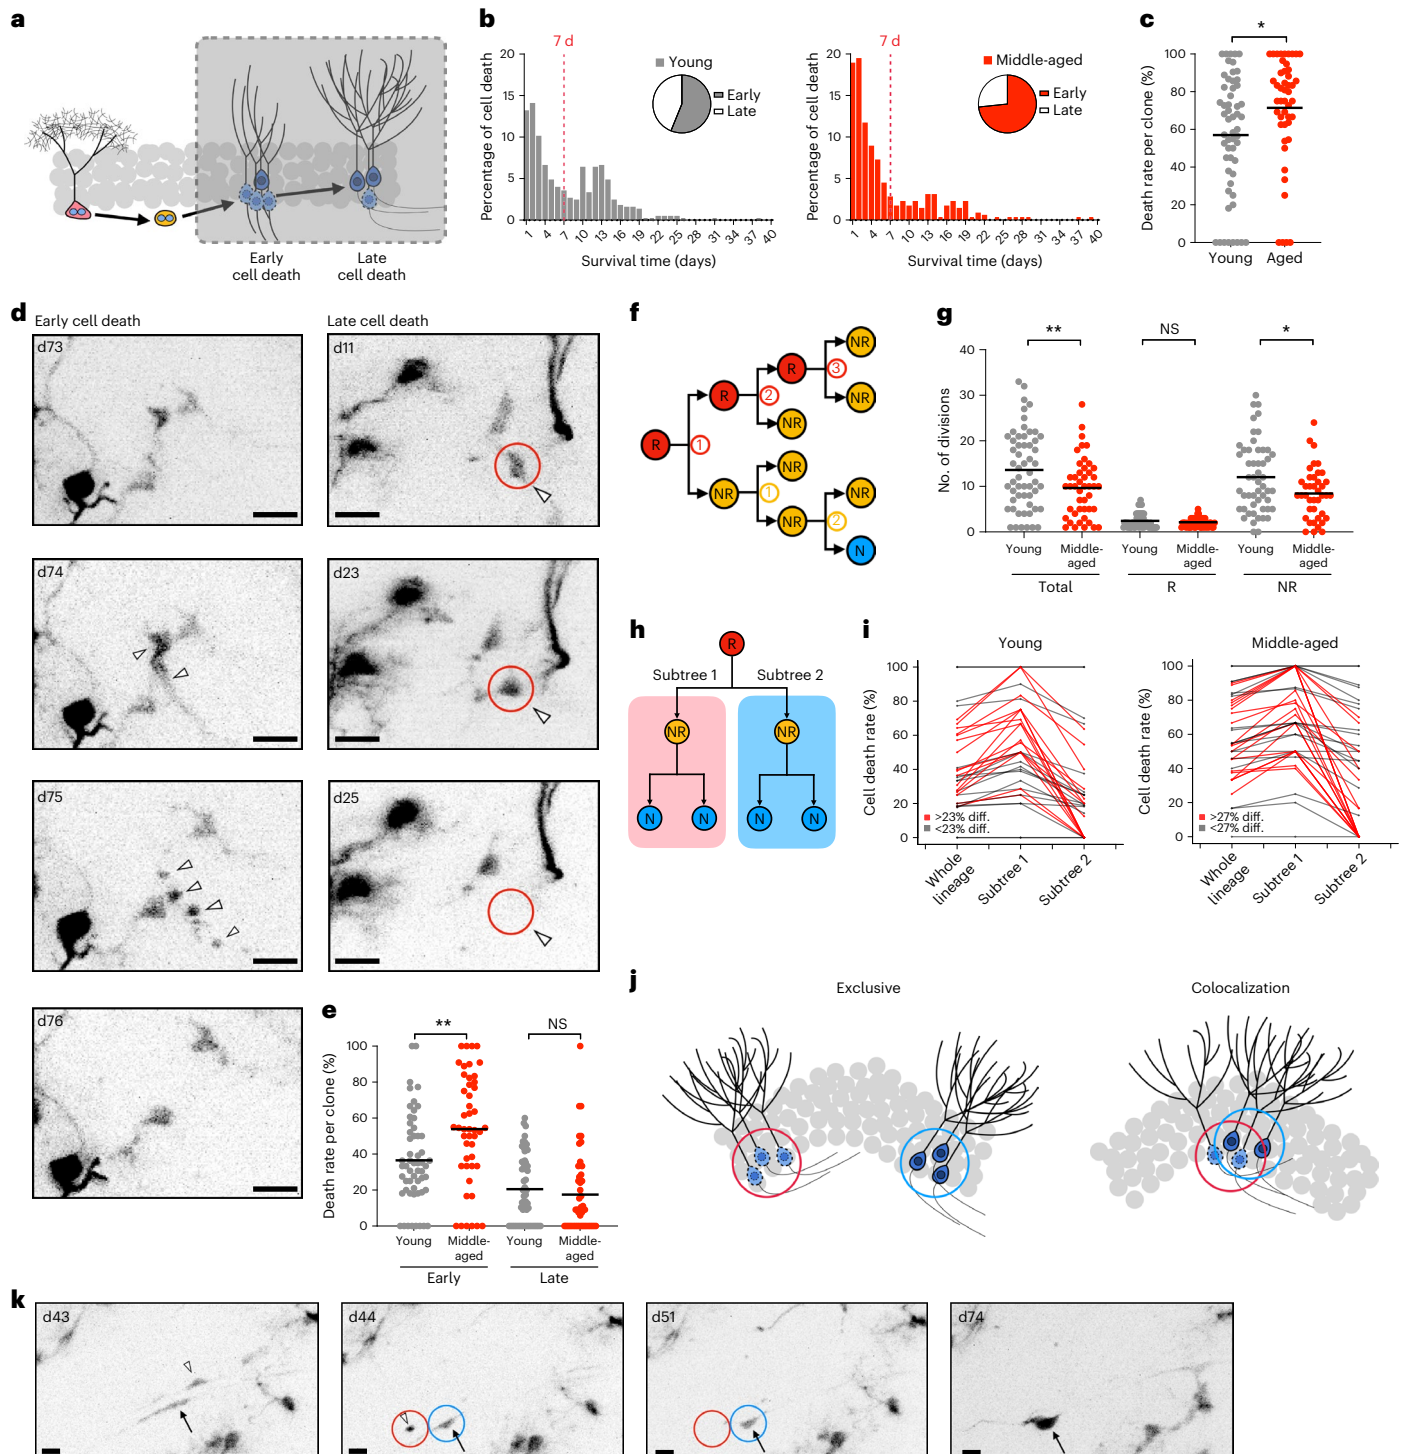 a
Early
cell death
Late
cell death
b
7 d
Percentage of cell death
20
15
10
5
0
Young
Early
Late
1 4 7 10 13 16 19 22 25 28 31 34 37 40
Survival time (days)
7 d
Percentage of cell death
20
15
10
5
0
Middle-aged
Early
Late
1 4 7 10 13 16 19 22 25 28 31 34 37 40
Survival time (days)
c
*
Death rate per clone (%)
100
80
60
40
20
0
Young Aged
d
Early cell death
Late cell death
d73
d11
d74
d23
d75
d25
d76
e
** NS
Death rate per clone (%)
100
80
60
40
20
0
Young Middle-aged Young Middle-aged
Early Late
f
R
1
R
2
R
3
NR
NR
NR
NR
1
NR
NR
2
NR
N
g
** NS *
No. of divisions
40
30
20
10
0
Young Middle-aged Young Middle-aged Young Middle-aged
Total R NR
h
R
Subtree 1 Subtree 2
NR NR
N N N N
i
Young
Cell death rate (%)
100
80
60
40
20
0
>23% diff.
<23% diff.
Whole lineage
Subtree 1
Subtree 2
Middle-aged
Cell death rate (%)
100
80
60
40
20
0
>27% diff.
<27% diff.
Whole lineage
Subtree 1
Subtree 2
j
Exclusive
Colocalization
k
d43
d44
d51
d74